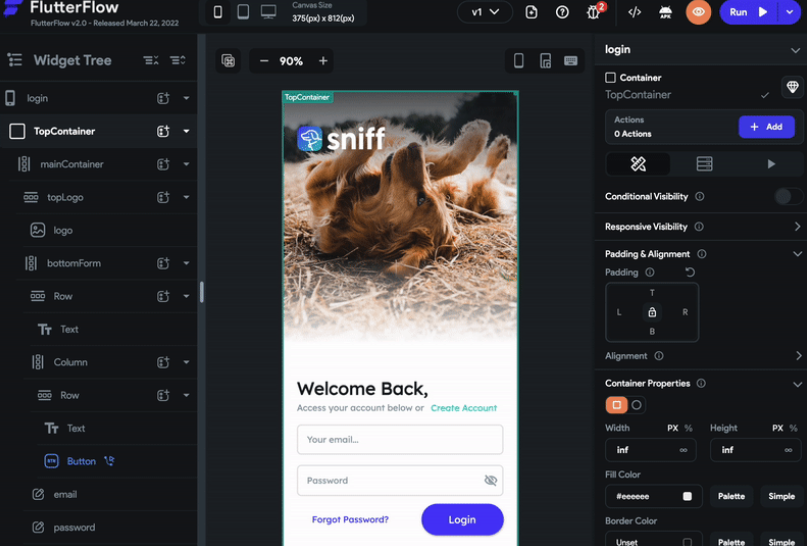 FlutterFlow
FlutterFlow v2.0 - Released March 22, 2022
Canvas Size
375(px) x 812(px)
v1
2
APK
Run
Widget Tree
login
TopContainer
mainContainer
topLogo
logo
bottomForm
Row
Text
Column
Row
Text
BTN
Button
email
password
90%
TopContainer
sniff
Welcome Back,
Access your account below or Create Account
Your email...
Password
Forgot Password?
Login
login
Container
TopContainer
Actions
0 Actions
+ Add
Conditional Visibility
Responsive Visibility
Padding & Alignment
Padding
T
L
R
B
Alignment
Container Properties
Width PX % Height PX %
inf ∞ inf ∞
Fill Color
#eeeeee Palette Simple
Border Color
Unset Palette Simple